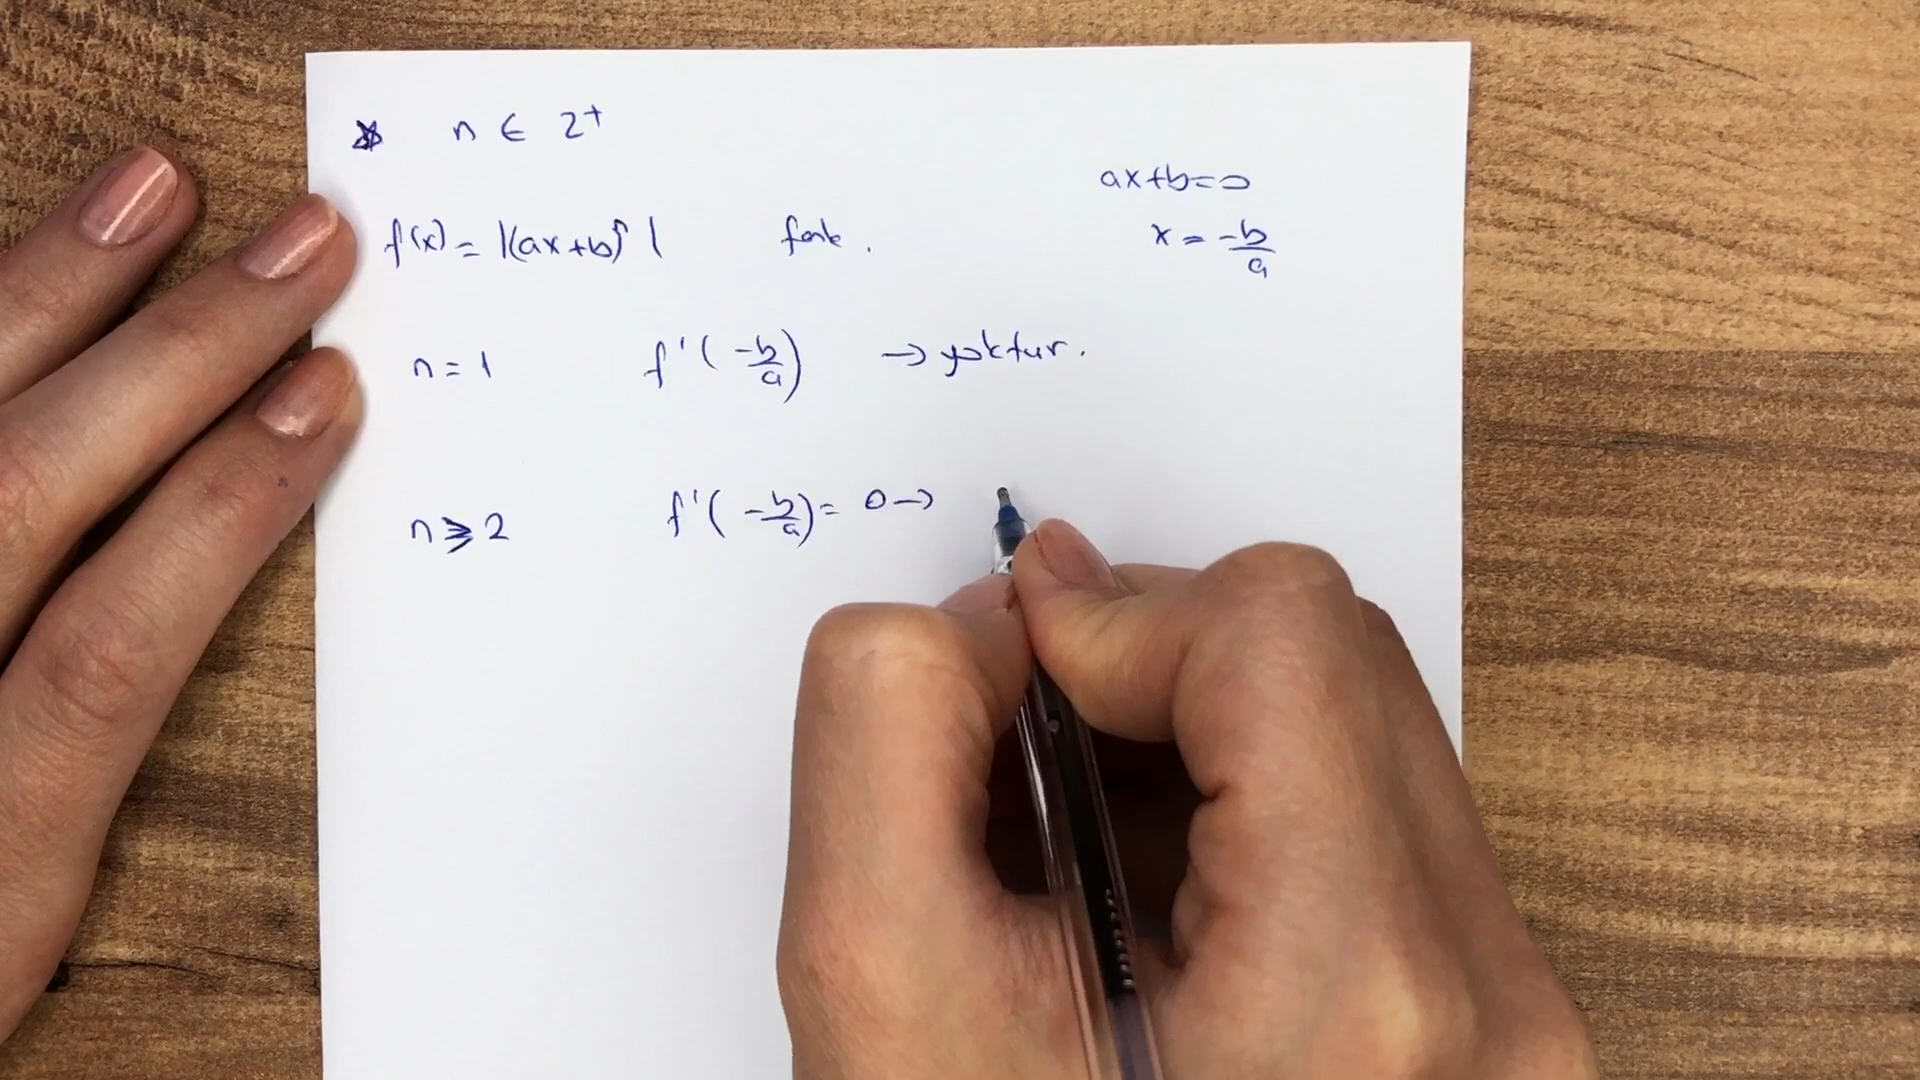 n ∈ Z⁺
ax+b=0
f(x) = |(ax+b)ⁿ| fonk.
x = -b/a
n = 1 f'(-b/a) → yoktur.
n ⩾ 2 f'(-b/a) = 0 →